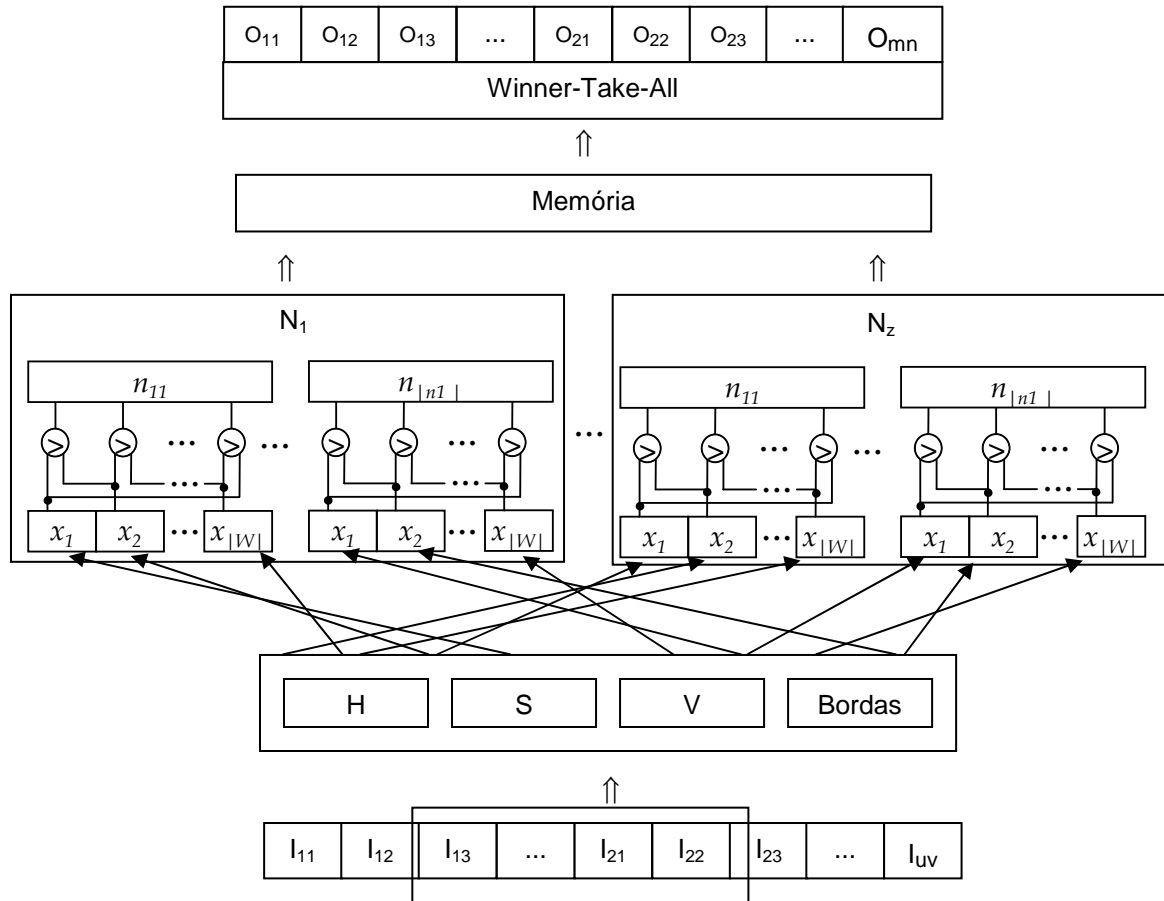 O11 O12 O13 ... O21 O22 O23 ... Omn
Winner-Take-All
⇑
Memória
⇑ ⇑
N1 Nz
n11 n|n1 | n11 n|n1 |
> > ... > ... > > ... > ... > > ... > ... > > ... >
... ... ... ...
x1 x2 ... x|W| x1 x2 ... x|W| x1 x2 ... x|W| x1 x2 ... x|W|
H S V Bordas
⇑
I11 I12 I13 ... I21 I22 I23 ... Iuv